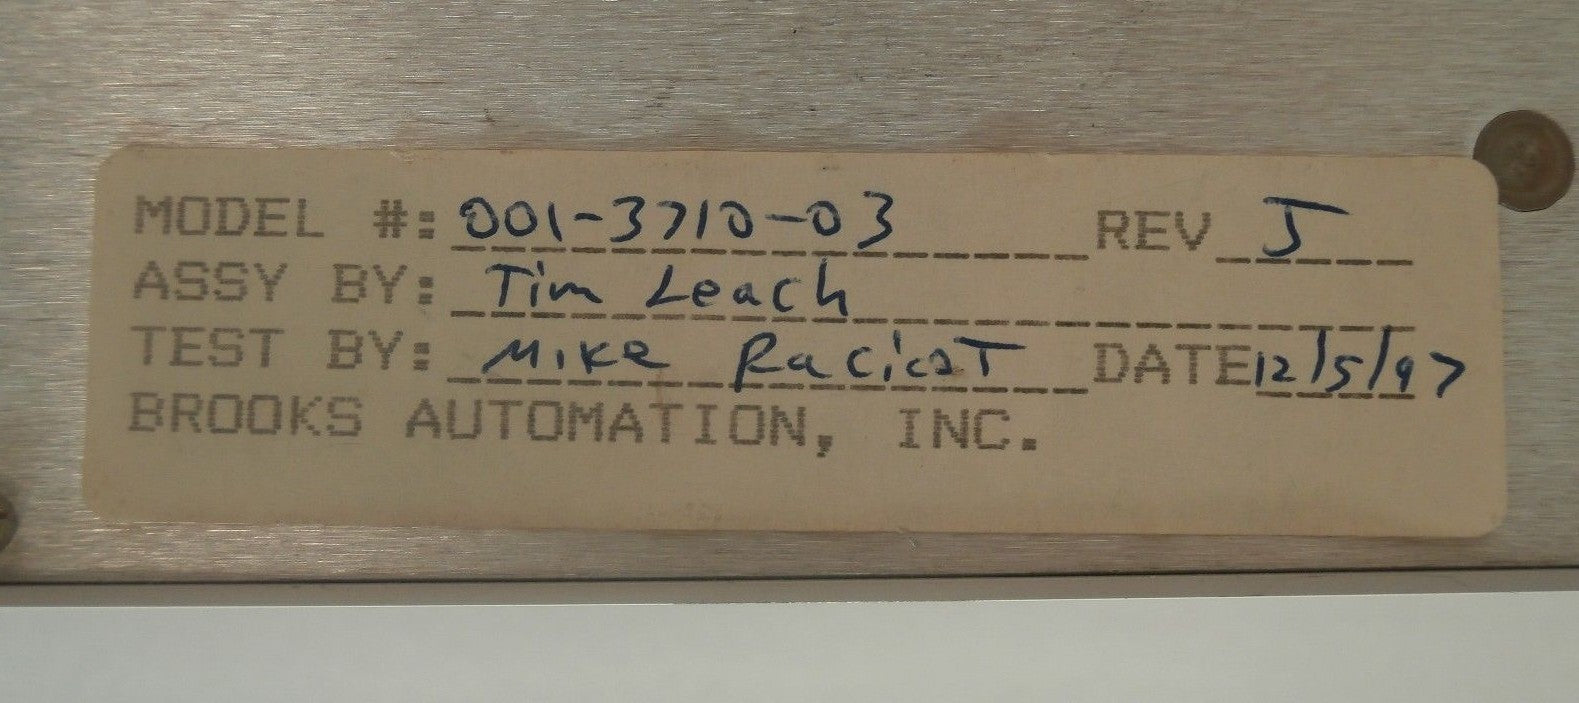 MODEL #: 001-3710-03 REV J
ASSY BY: Tim Leach
TEST BY: Mike Racicot DATE 12/5/97
BROOKS AUTOMATION, INC.